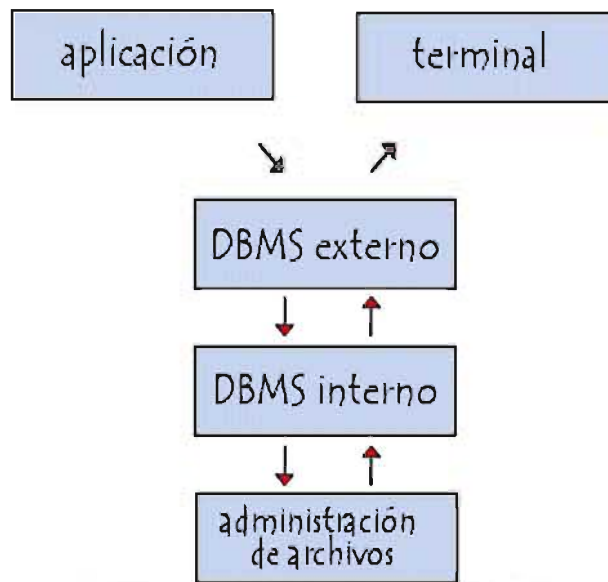 aplicación
terminal
DBMS externo
DBMS interno
administración
de archivos